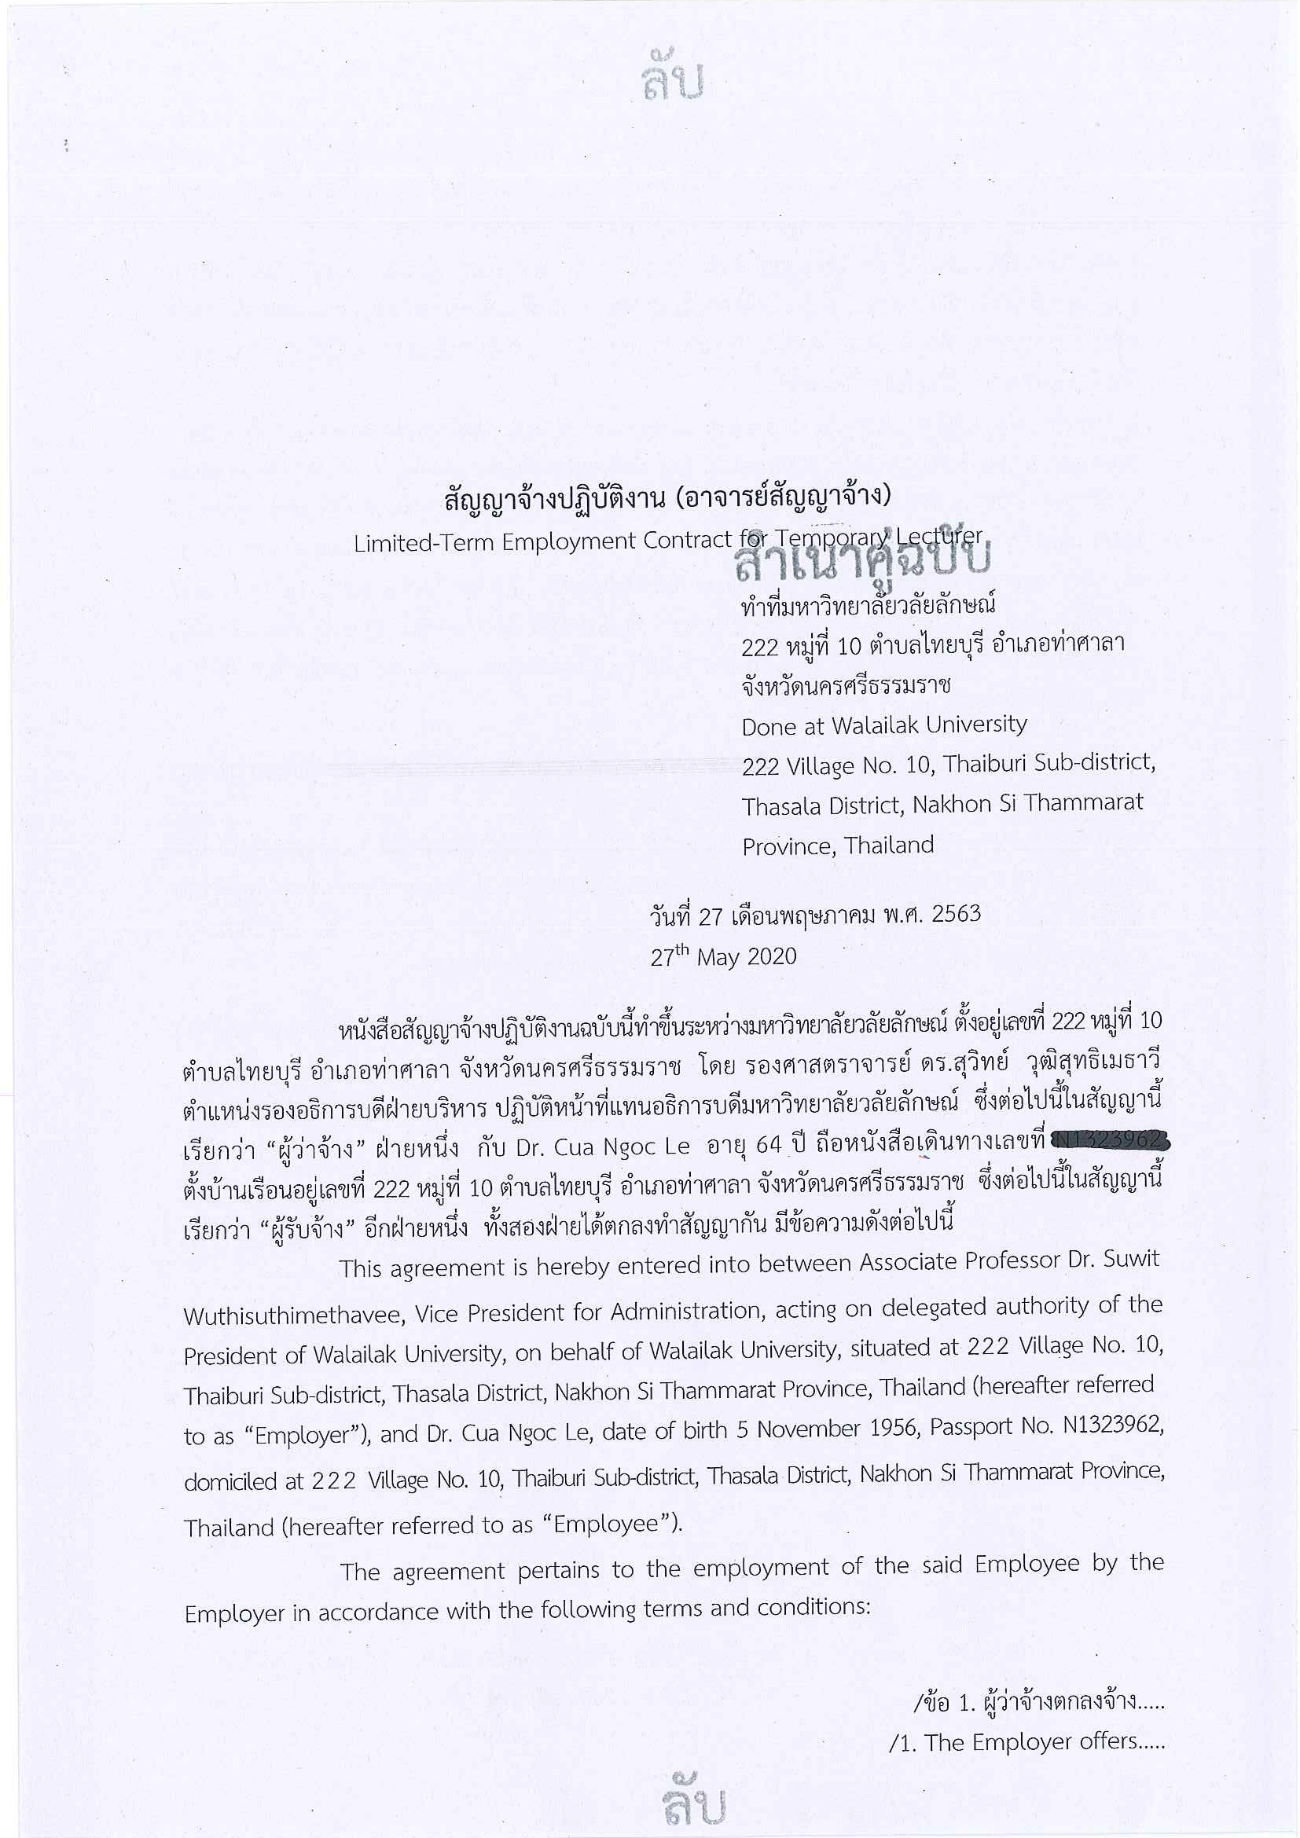 ลับ
สัญญาจ้างปฏิบัติงาน (อาจารย์สัญญาจ้าง)
Limited-Term Employment Contract for Temporary Lecturer
สำเนาคู่ฉบับ
ทำที่มหาวิทยาลัยวลัยลักษณ์
222 หมู่ที่ 10 ตำบลไทยบุรี อำเภอท่าศาลา
จังหวัดนครศรีธรรมราช
Done at Walailak University
222 Village No. 10, Thaiburi Sub-district,
Thasala District, Nakhon Si Thammarat
Province, Thailand
วันที่ 27 เดือนพฤษภาคม พ.ศ. 2563
27th May 2020
หนังสือสัญญาจ้างปฏิบัติงานฉบับนี้ทำขึ้นระหว่างมหาวิทยาลัยวลัยลักษณ์ ตั้งอยู่เลขที่ 222 หมู่ที่ 10
ตำบลไทยบุรี อำเภอท่าศาลา จังหวัดนครศรีธรรมราช โดย รองศาสตราจารย์ ดร.สุวิทย์ วุฒิสุทธิเมธาวี
ตำแหน่งรองอธิการบดีฝ่ายบริหาร ปฏิบัติหน้าที่แทนอธิการบดีมหาวิทยาลัยวลัยลักษณ์ ซึ่งต่อไปนี้ในสัญญานี้
เรียกว่า “ผู้ว่าจ้าง” ฝ่ายหนึ่ง กับ Dr. Cua Ngoc Le อายุ 64 ปี ถือหนังสือเดินทางเลขที่
ตั้งบ้านเรือนอยู่เลขที่ 222 หมู่ที่ 10 ตำบลไทยบุรี อำเภอท่าศาลา จังหวัดนครศรีธรรมราช ซึ่งต่อไปนี้ในสัญญานี้
เรียกว่า “ผู้รับจ้าง” อีกฝ่ายหนึ่ง ทั้งสองฝ่ายได้ตกลงทำสัญญากัน มีข้อความดังต่อไปนี้
This agreement is hereby entered into between Associate Professor Dr. Suwit
Wuthisuthimethavee, Vice President for Administration, acting on delegated authority of the
President of Walailak University, on behalf of Walailak University, situated at 222 Village No. 10,
Thaiburi Sub-district, Thasala District, Nakhon Si Thammarat Province, Thailand (hereafter referred
to as “Employer”), and Dr. Cua Ngoc Le, date of birth 5 November 1956, Passport No. N1323962,
domiciled at 222 Village No. 10, Thaiburi Sub-district, Thasala District, Nakhon Si Thammarat Province,
Thailand (hereafter referred to as “Employee”).
The agreement pertains to the employment of the said Employee by the
Employer in accordance with the following terms and conditions:
/ข้อ 1. ผู้ว่าจ้างตกลงจ้าง.....
/1. The Employer offers.....
ลับ